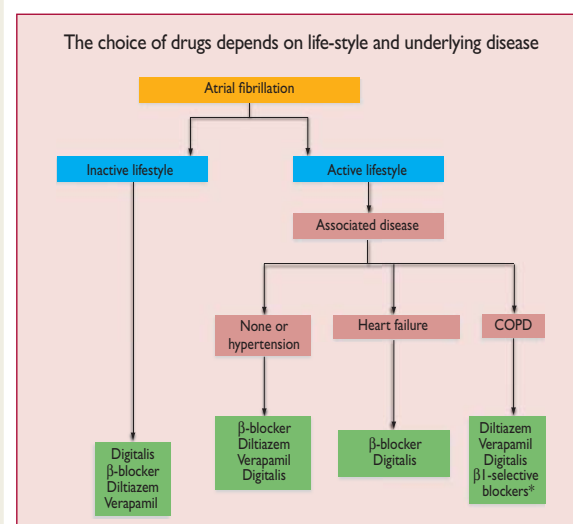 The choice of drugs depends on life-style and underlying disease
Atrial fibrillation
Inactive lifestyle
Active lifestyle
Associated disease
None or
hypertension
Heart failure
COPD
Digitalis
β-blocker
Diltiazem
Verapamil
β-blocker
Diltiazem
Verapamil
Digitalis
β-blocker
Digitalis
Diltiazem
Verapamil
Digitalis
β1-selective
blockers*